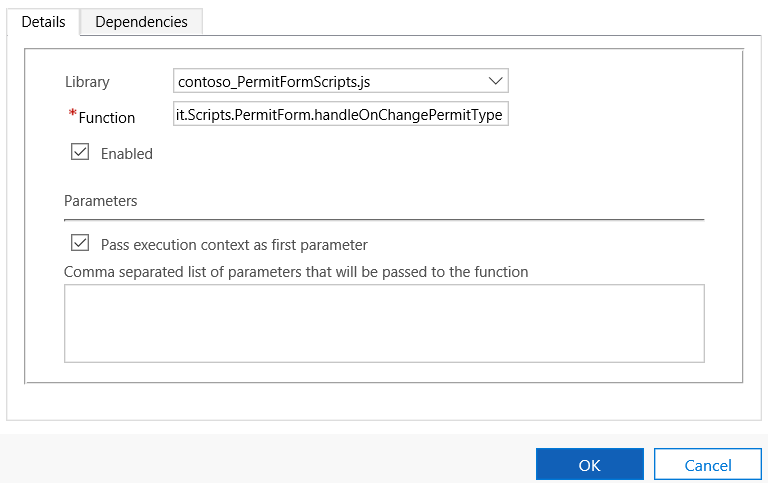 Details Dependencies
Library contoso_PermitFormScripts.js
*Function it.Scripts.PermitForm.handleOnChangePermitType
Enabled
Parameters
Pass execution context as first parameter
Comma separated list of parameters that will be passed to the function
OK Cancel